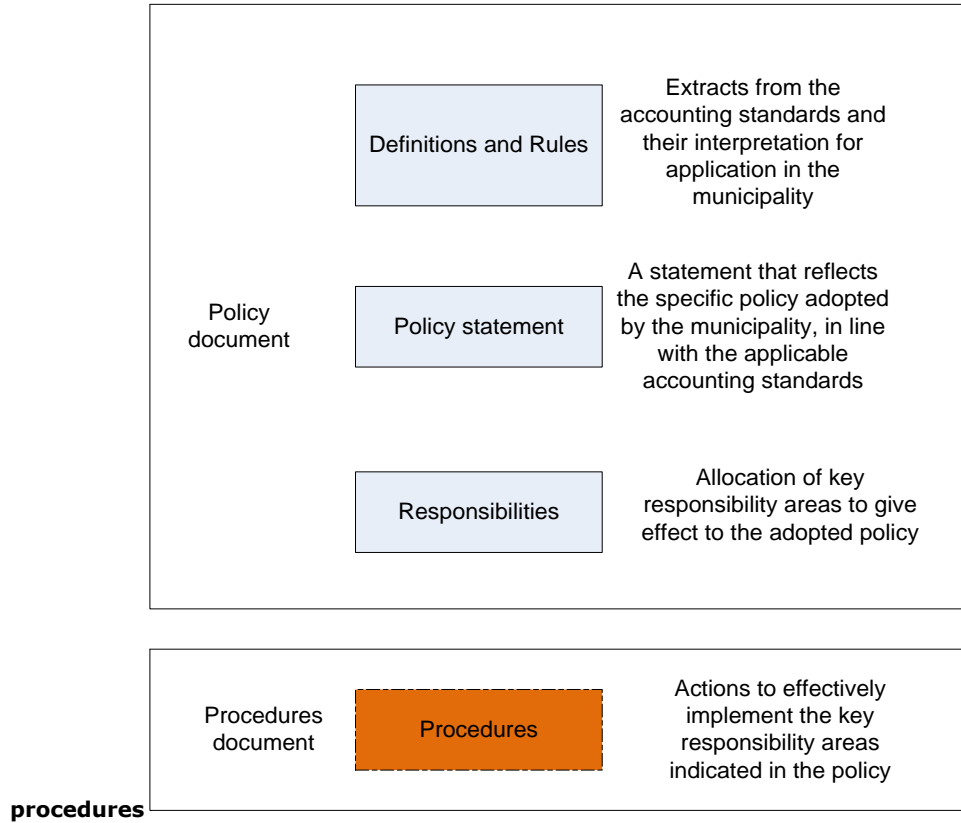 Definitions and Rules
Extracts from the
accounting standards and
their interpretation for
application in the
municipality
Policy
document
Policy statement
A statement that reflects
the specific policy adopted
by the municipality, in line
with the applicable
accounting standards
Responsibilities
Allocation of key
responsibility areas to give
effect to the adopted policy
Procedures
document
Procedures
Actions to effectively
implement the key
responsibility areas
indicated in the policy
procedures